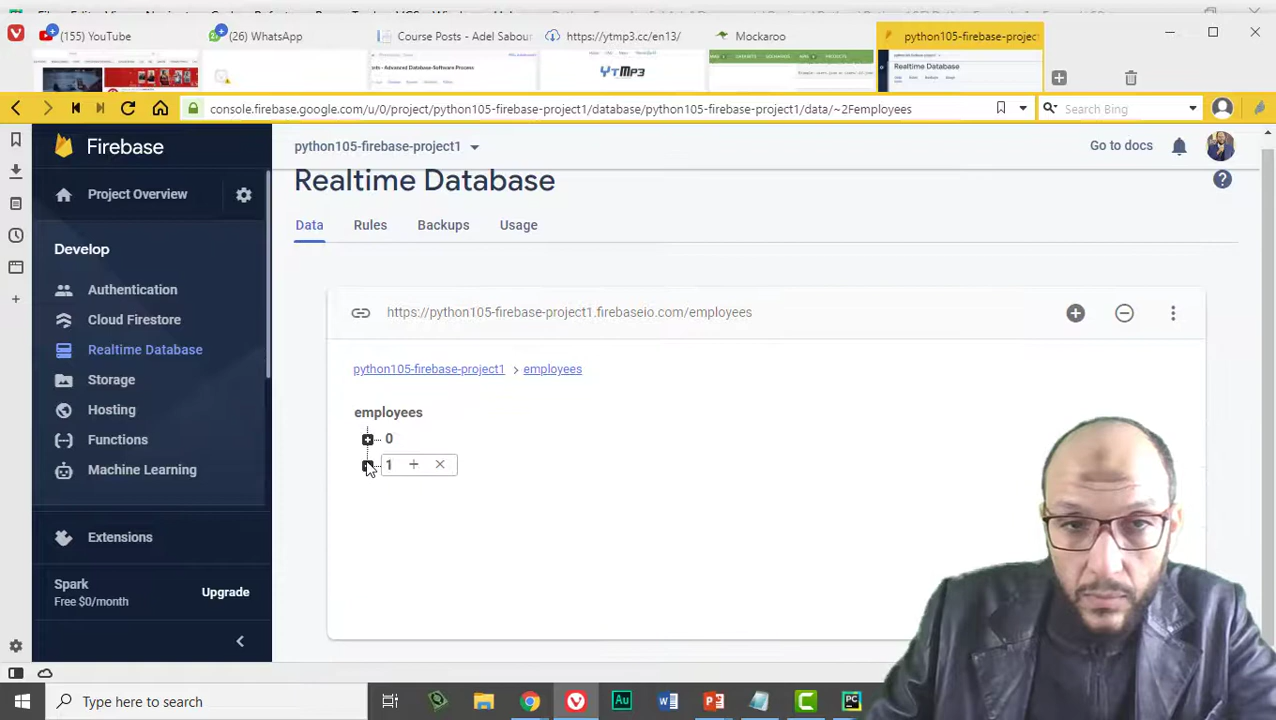 (155) YouTube
(26) WhatsApp
Course Posts - Adel Sabour
https://ytmp3.cc/en13/
Mockaroo
python105-firebase-projec
console.firebase.google.com/u/0/project/python105-firebase-project1/database/python105-firebase-project1/data/~2Femployees
Search Bing
Firebase
Project Overview
Develop
Authentication
Cloud Firestore
Realtime Database
Storage
Hosting
Functions
Machine Learning
Extensions
Spark
Free $0/month
Upgrade
python105-firebase-project1
Go to docs
Realtime Database
Data
Rules
Backups
Usage
https://python105-firebase-project1.firebaseio.com/employees
python105-firebase-project1 > employees
employees
0
1
Type here to search